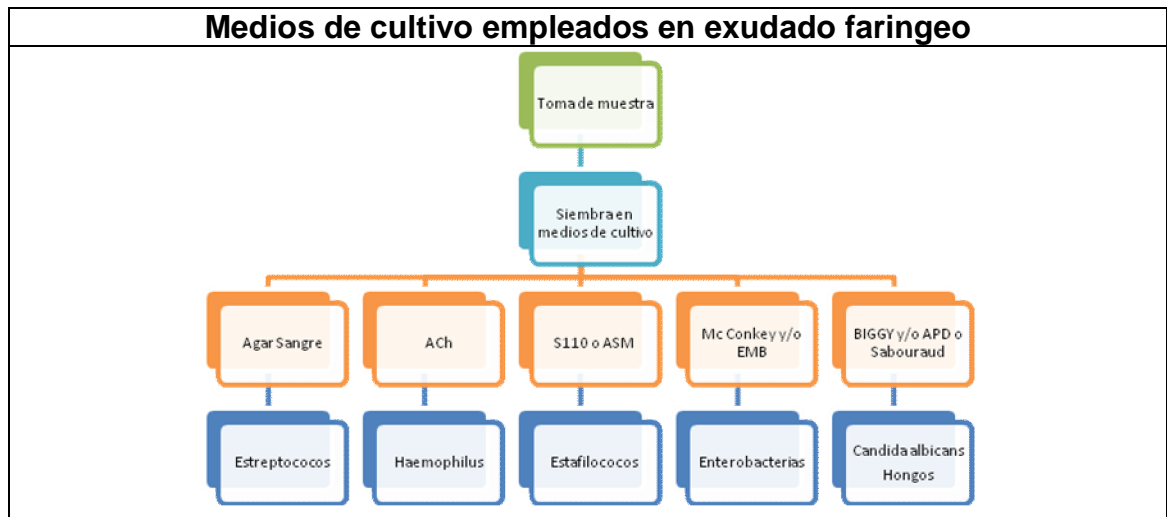 Medios de cultivo empleados en exudado faringeo
Toma de muestra
Siembra en
medios de cultivo
Agar Sangre
ACh
S110 o ASM
Mc Conkey y/o
EMB
BIGGY y/o APD o
Sabouraud
Estreptococos
Haemophilus
Estafilococos
Enterobacterias
Candida albicans
Hongos